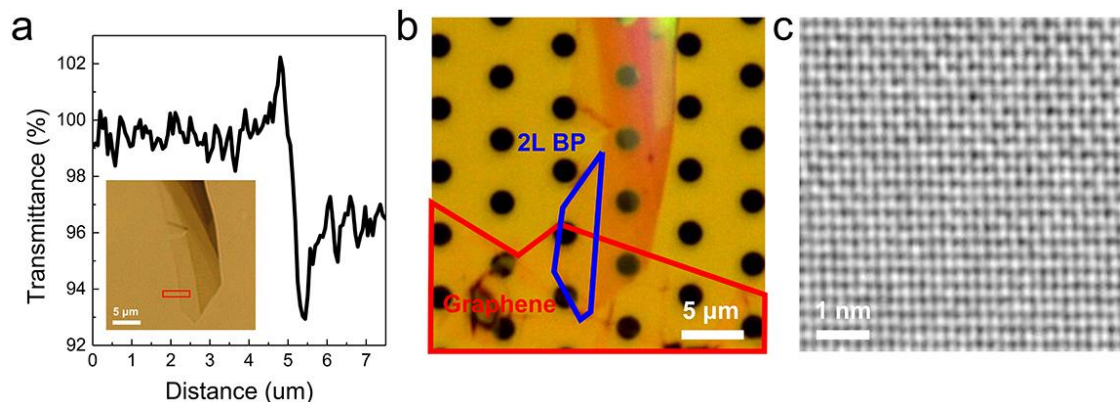 a
102
100
98
96
94
92
Transmittance (%)
5 μm
0 1 2 3 4 5 6 7
Distance (um)
b
2L BP
Graphene
5 μm
c
1 nm